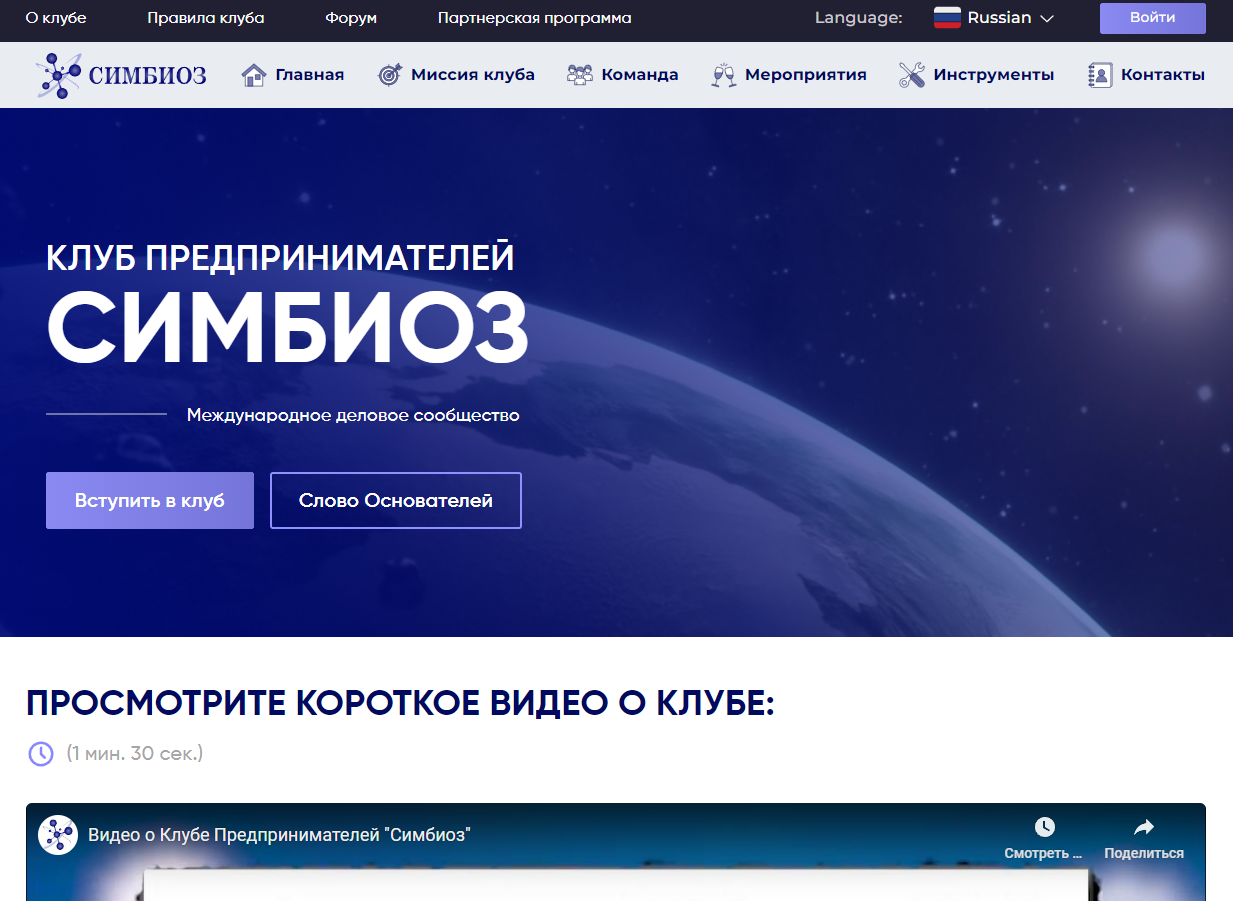 О клубе Правила клуба Форум Партнерская программа Language: Russian Войти
СИМБИОЗ Главная Миссия клуба Команда Мероприятия Инструменты Контакты
КЛУБ ПРЕДПРИНИМАТЕЛЕЙ
СИМБИОЗ
Международное деловое сообщество
Вступить в клуб Слово Основателей
ПРОСМОТРИТЕ КОРОТКОЕ ВИДЕО О КЛУБЕ:
(1 мин. 30 сек.)
Видео о Клубе Предпринимателей "Симбиоз"
Смотреть ... Поделиться